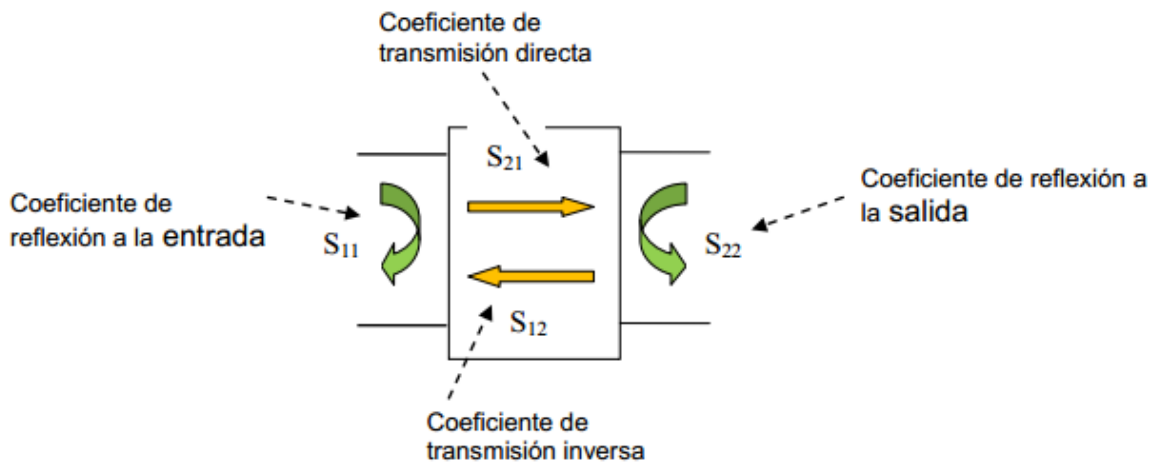 Coeficiente de
transmisión directa
S21
Coeficiente de
reflexión a la entrada
S11
Coeficiente de reflexión a
la salida
S22
S12
Coeficiente de
transmisión inversa